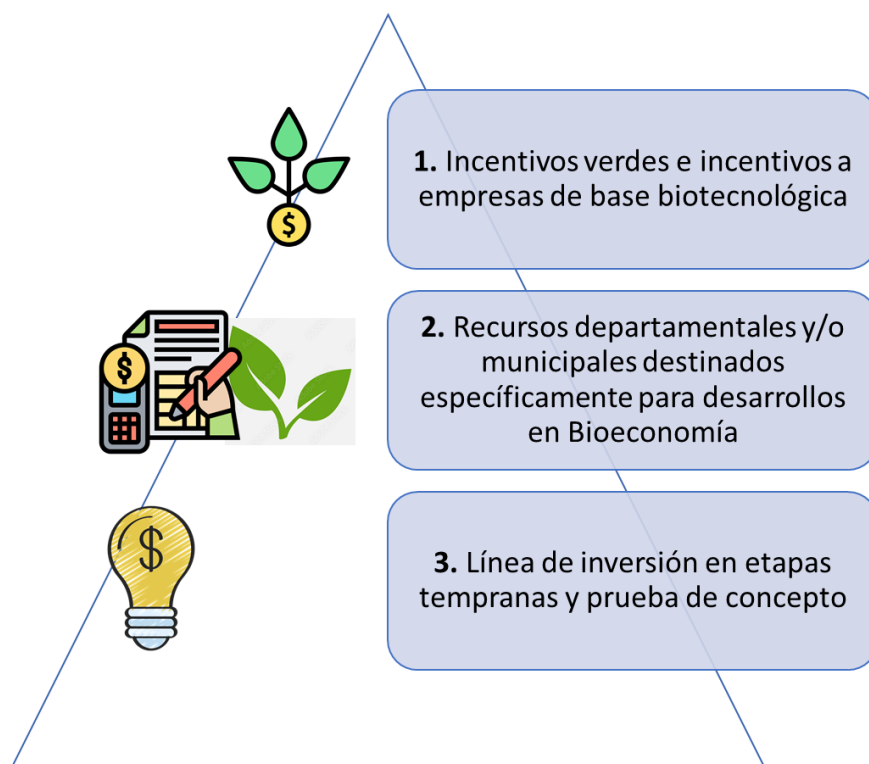 1. Incentivos verdes e incentivos a
empresas de base biotecnológica
$
2. Recursos departamentales y/o
municipales destinados
específicamente para desarrollos
en Bioeconomía
$
3. Línea de inversión en etapas
tempranas y prueba de concepto
$